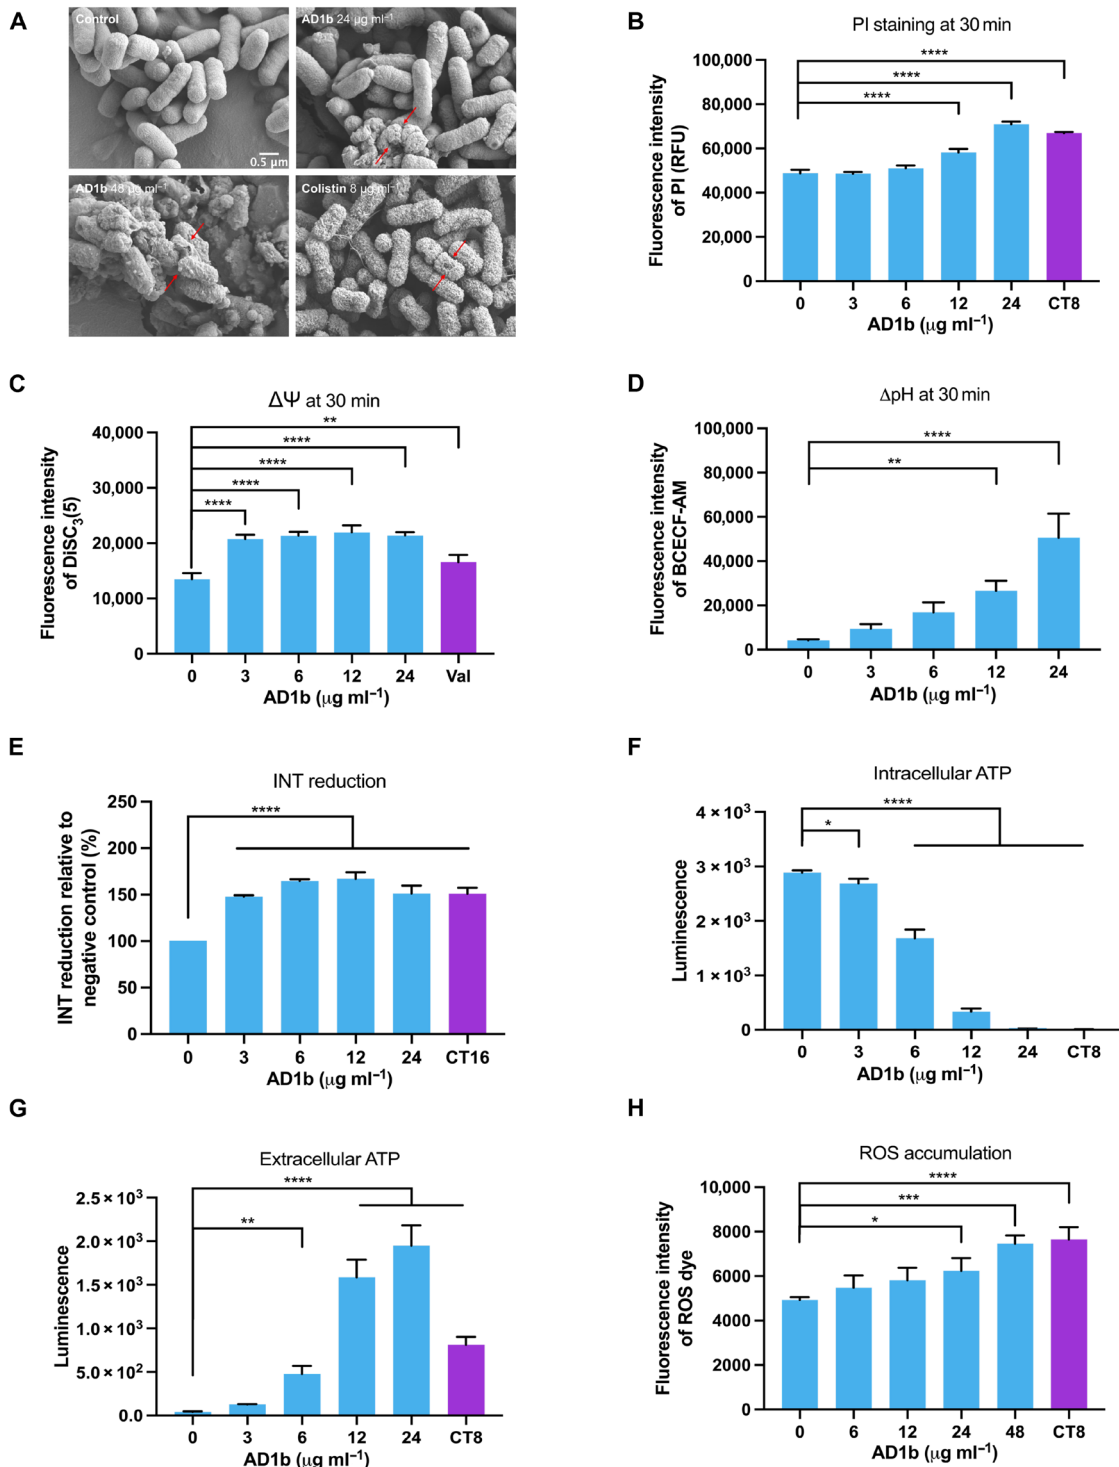 A
Control
AD1b 24 µg ml⁻¹
0.5 µm
AD1b 48 µg ml⁻¹
Colistin 8 µg ml⁻¹
B
PI staining at 30 min
Fluorescence intensity
of PI (RFU)
100,000
80,000
60,000
40,000
20,000
0
****
****
****
0 3 6 12 24 CT8
AD1b (µg ml⁻¹)
C
ΔΨ at 30 min
Fluorescence intensity
of DiSC₃(5)
40,000
30,000
20,000
10,000
0
**
****
****
****
****
0 3 6 12 24 Val
AD1b (µg ml⁻¹)
D
ΔpH at 30 min
Fluorescence intensity
of BCECF-AM
100,000
80,000
60,000
40,000
20,000
0
****
**
0 3 6 12 24
AD1b (µg ml⁻¹)
E
INT reduction
INT reduction relative to
negative control (%)
250
200
150
100
50
0
****
0 3 6 12 24 CT16
AD1b (µg ml⁻¹)
F
Intracellular ATP
Luminescence
4 × 10³
3 × 10³
2 × 10³
1 × 10³
0
****
*
0 3 6 12 24 CT8
AD1b (µg ml⁻¹)
G
Extracellular ATP
Luminescence
2.5 × 10³
2.0 × 10³
1.5 × 10³
1.0 × 10³
5.0 × 10²
0.0
****
**
0 3 6 12 24 CT8
AD1b (µg ml⁻¹)
H
ROS accumulation
Fluorescence intensity
of ROS dye
10,000
8000
6000
4000
2000
0
****
***
*
0 6 12 24 48 CT8
AD1b (µg ml⁻¹)